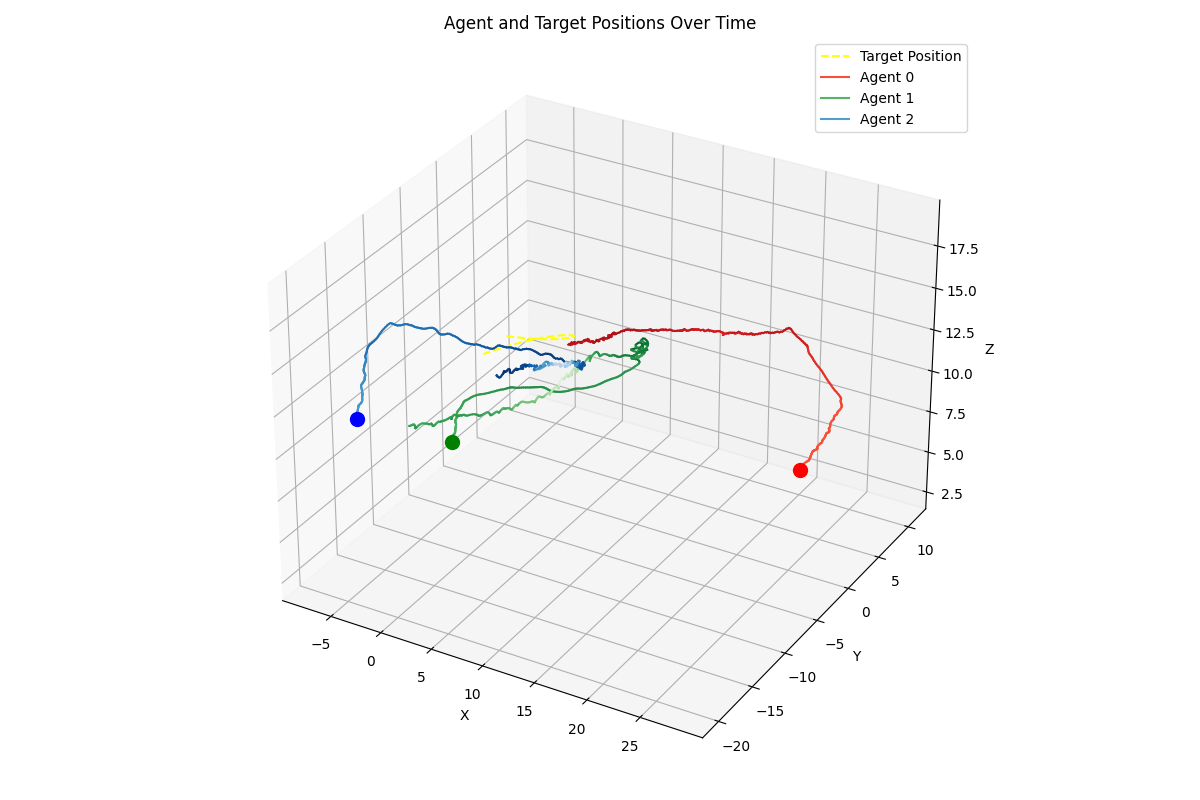 Agent and Target Positions Over Time
Target Position
Agent 0
Agent 1
Agent 2
17.5
15.0
12.5
Z
10.0
7.5
5.0
2.5
10
5
0
−5
Y
−10
−15
−20
−5
0
5
10
X
15
20
25